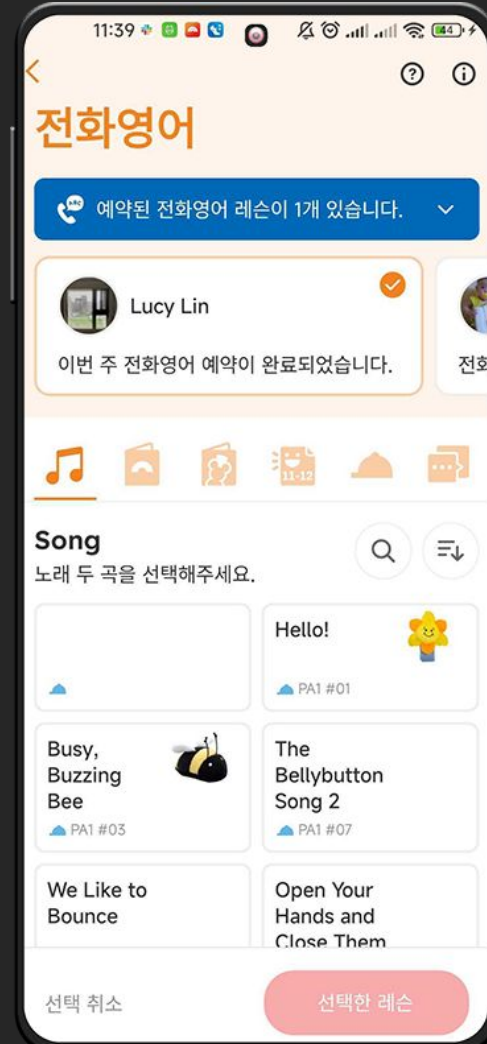 11:39
44
전화영어
예약된 전화영어 레슨이 1개 있습니다.
Lucy Lin
이번 주 전화영어 예약이 완료되었습니다.
전화
11-12
Song
노래 두 곡을 선택해주세요.
Hello!
PA1 #01
Busy,
Buzzing
Bee
PA1 #03
The
Bellybutton
Song 2
PA1 #07
We Like to
Bounce
Open Your
Hands and
Close Them
선택 취소
선택한 레슨